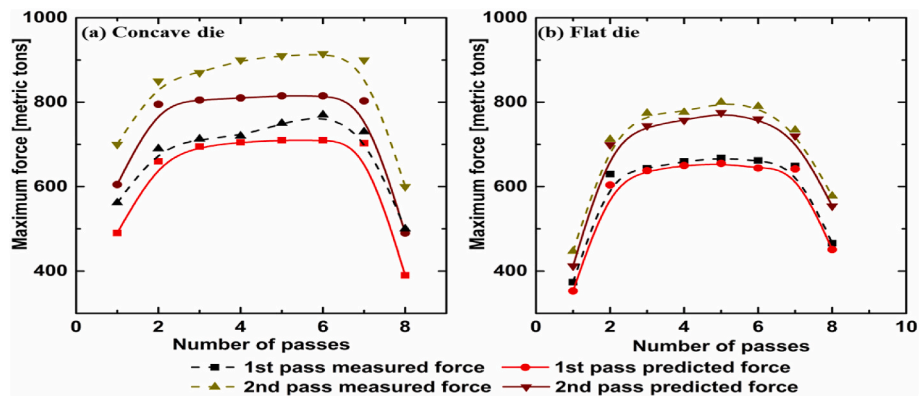 (a) Concave die
(b) Flat die
Maximum force [metric tons]
1000
800
600
400
0
2
4
6
8
Number of passes
Maximum force [metric tons]
1000
800
600
400
0
2
4
6
8
10
Number of passes
1st pass measured force
1st pass predicted force
2nd pass measured force
2nd pass predicted force